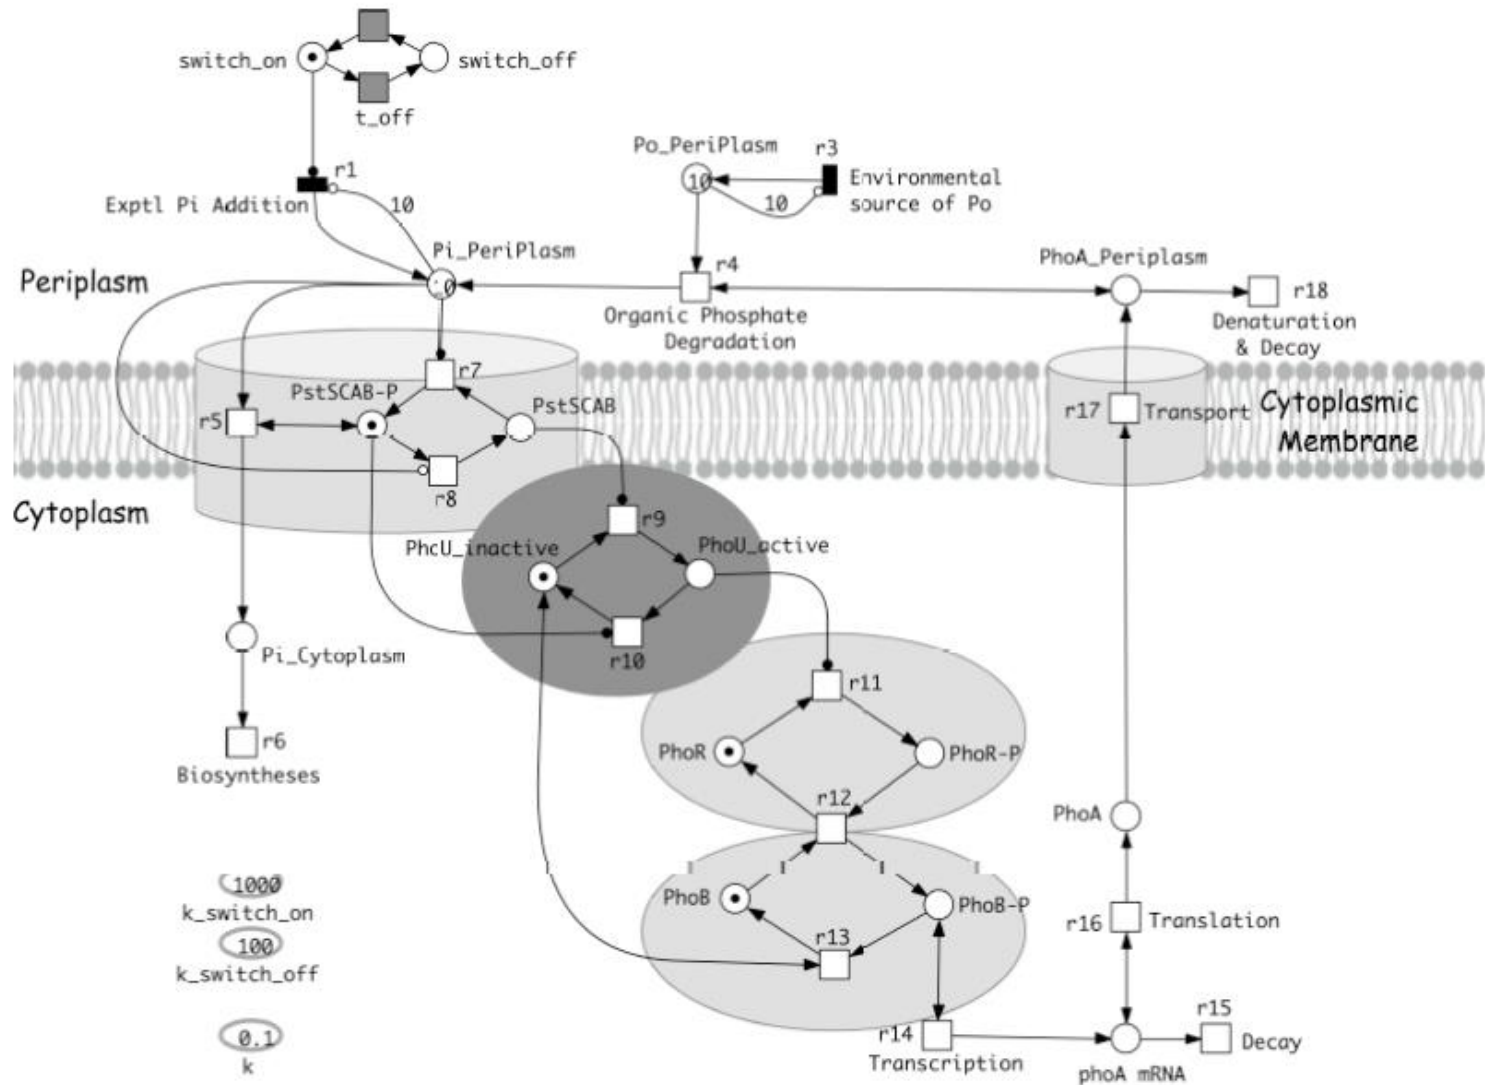 switch_on
switch_off
t_off
r1
Exptl Pi Addition
10
Po_PeriPlasm
r3
10
10
Environmental
source of Po
Pi_PeriPlasm
Periplasm
r4
Organic Phosphate
Degradation
PhoA_Periplasm
r18
Denaturation
& Decay
r7
PstSCAB-P
PstSCAB
r5
r8
r17
Transport
Cytoplasmic
Membrane
Cytoplasm
r9
PhcU_inactive
PhoU_active
r10
Pi_Cytoplasm
r11
r6
Biosyntheses
PhoR
PhoR-P
r12
PhoA
1000
k_switch_on
PhoB
PhoB-P
r16
Translation
100
k_switch_off
r13
r15
0.1
k
r14
Transcription
Decay
phoA mRNA